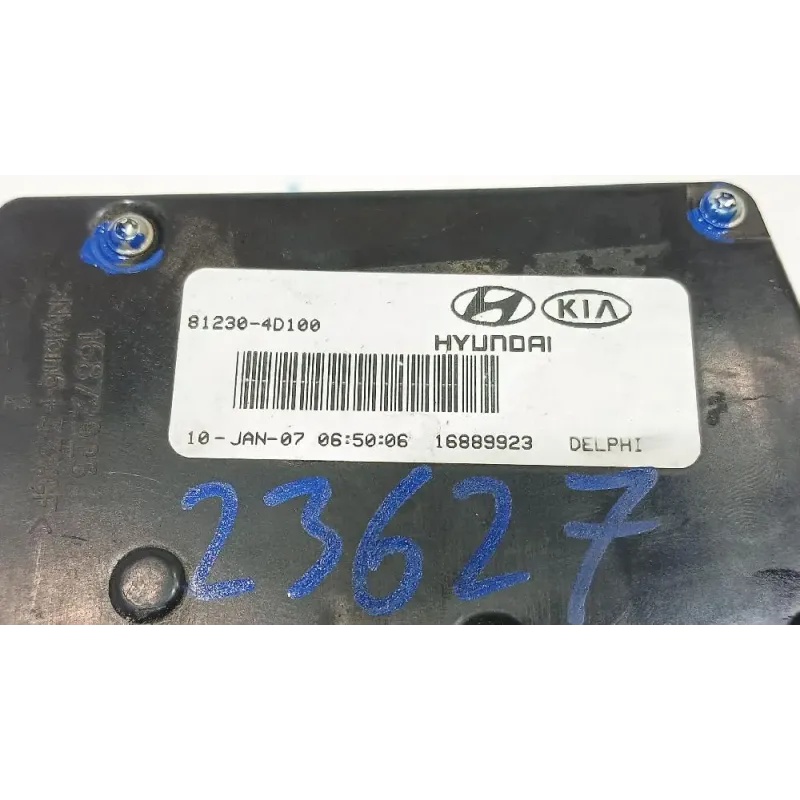 81230-4D100
KIA
HYUNDAI
10-JAN-07 06:50:06 16889923 DELPHI
23627